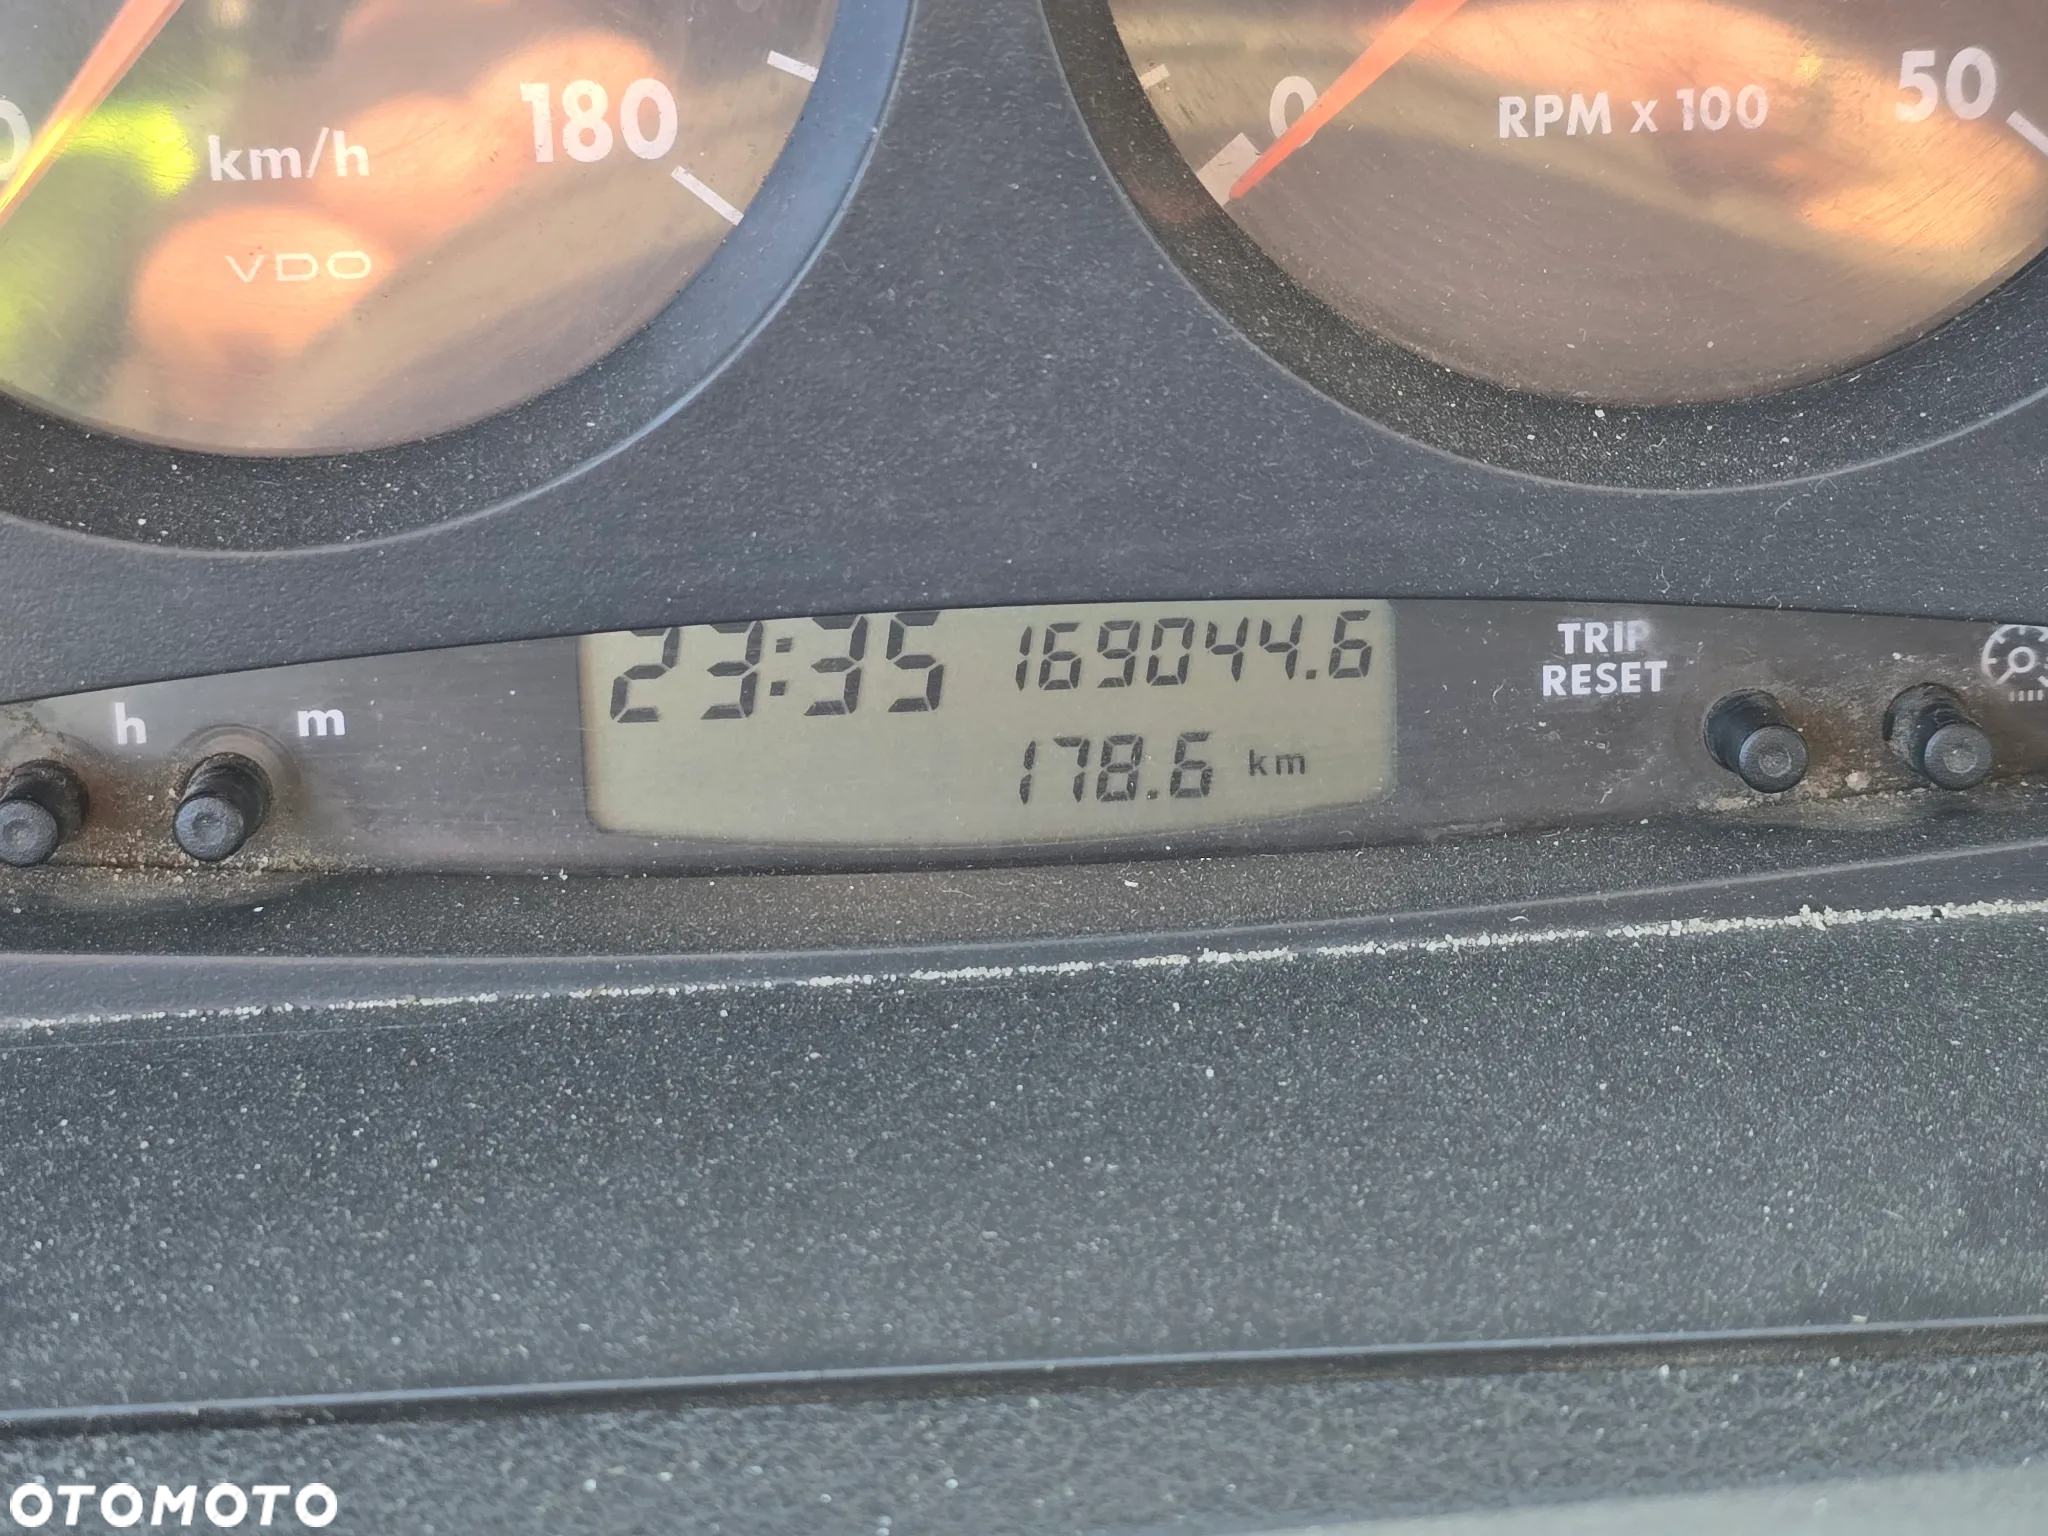 180
km/h
VDO
0
RPM x 100
50
23:35
169044.6
178.6 km
h
m
TRIP
RESET
OTOMOTO